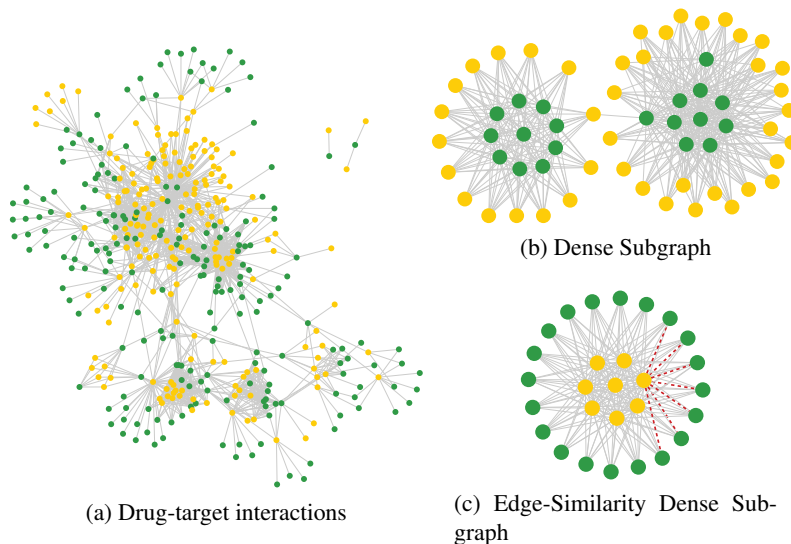 (b) Dense Subgraph
(a) Drug-target interactions
(c) Edge-Similarity Dense Sub-
graph